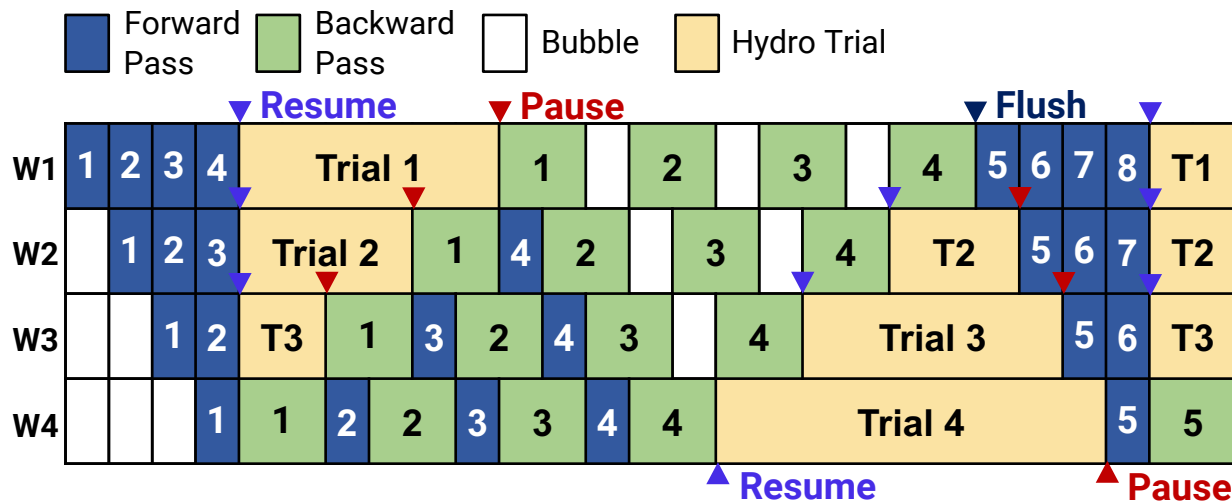 Forward Pass
Backward Pass
Bubble
Hydro Trial
Resume
Pause
Flush
W1 1 2 3 4 Trial 1 1 2 3 4 5 6 7 8 T1
W2 1 2 3 Trial 2 1 4 2 3 4 T2 5 6 7 T2
W3 1 2 T3 1 3 2 4 3 4 Trial 3 5 6 T3
W4 1 1 2 2 3 3 4 4 Trial 4 5 5
Resume
Pause